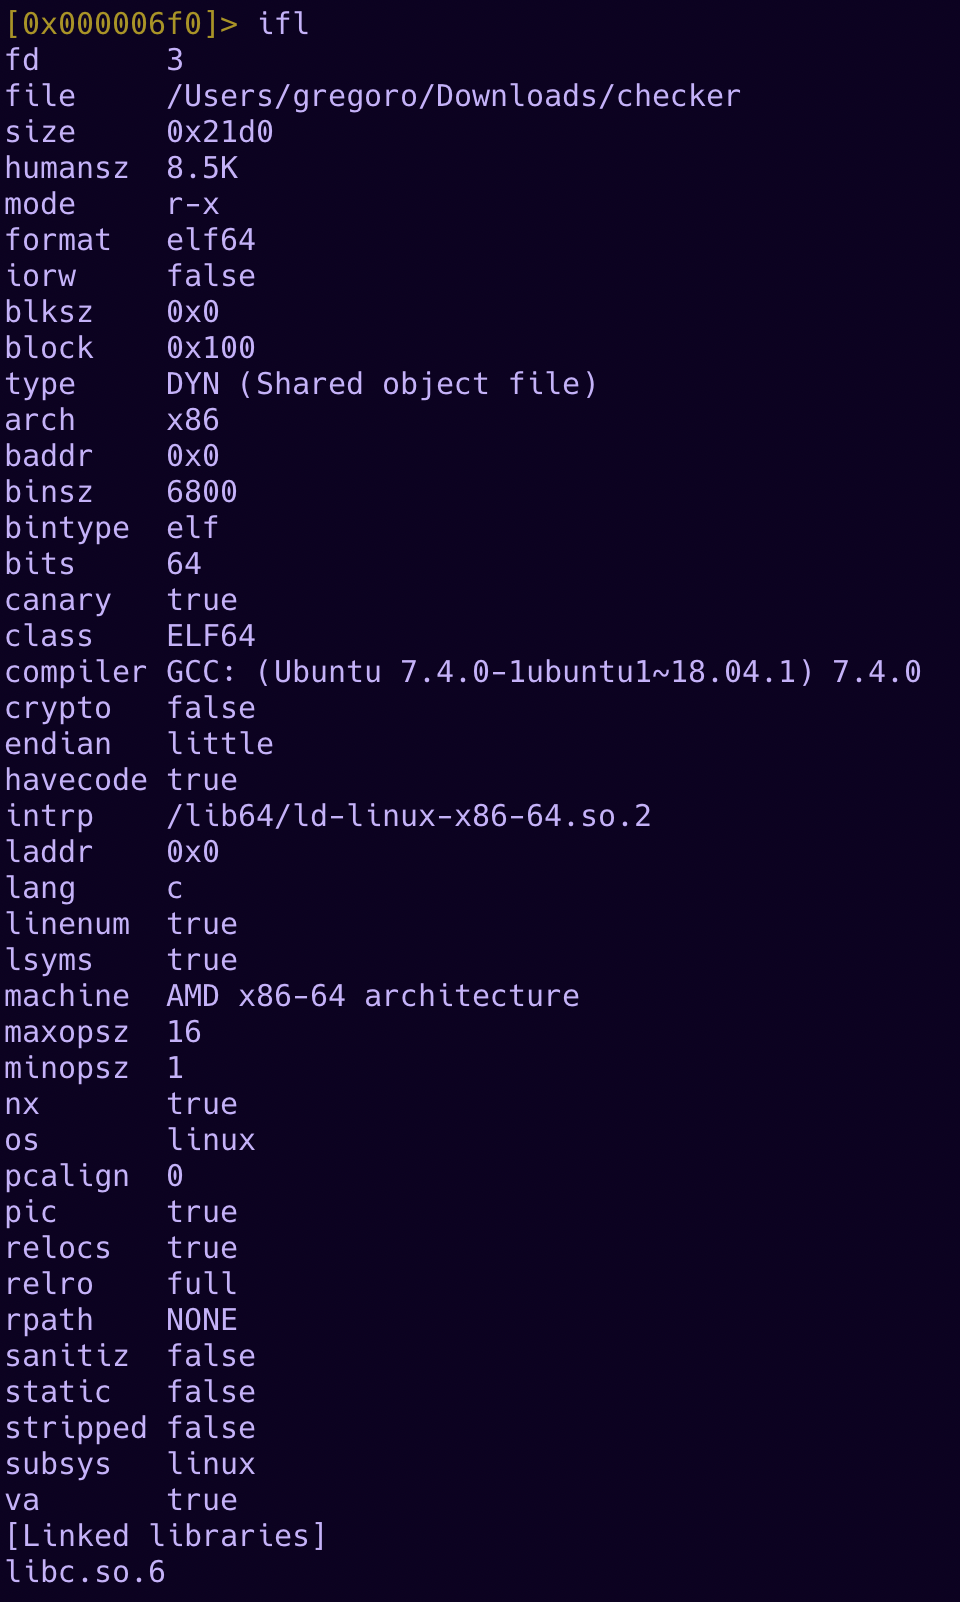 [0x000006f0]> ifl
fd       3
file     /Users/gregoro/Downloads/checker
size     0x21d0
humansz  8.5K
mode     r-x
format   elf64
iorw     false
blksz    0x0
block    0x100
type     DYN (Shared object file)
arch     x86
baddr    0x0
binsz    6800
bintype  elf
bits     64
canary   true
class    ELF64
compiler GCC: (Ubuntu 7.4.0-1ubuntu1~18.04.1) 7.4.0
crypto   false
endian   little
havecode true
intrp    /lib64/ld-linux-x86-64.so.2
laddr    0x0
lang     c
linenum  true
lsyms    true
machine  AMD x86-64 architecture
maxopsz  16
minopsz  1
nx       true
os       linux
pcalign  0
pic      true
relocs   true
relro    full
rpath    NONE
sanitiz  false
static   false
stripped false
subsys   linux
va       true
[Linked libraries]
libc.so.6